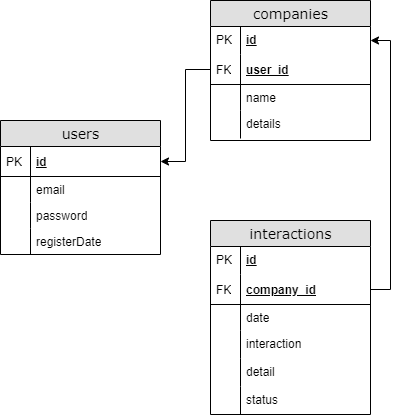 companies
PK id
FK user_id
name
details
users
PK id
email
password
registerDate
interactions
PK id
FK company_id
date
interaction
detail
status